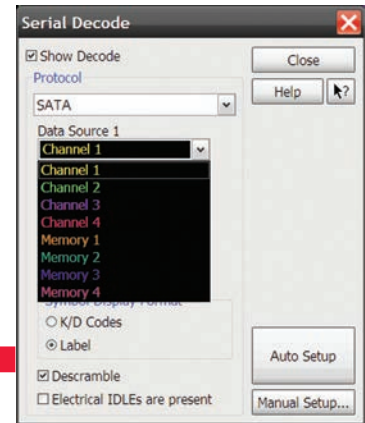 Serial Decode
Show Decode
Close
Protocol
Help
?
SATA
Data Source 1
Channel 1
Channel 1
Channel 2
Channel 3
Channel 4
Memory 1
Memory 2
Memory 3
Memory 4
Symbol Display Format
K/D Codes
Label
Auto Setup
Descramble
Electrical IDLEs are present
Manual Setup...